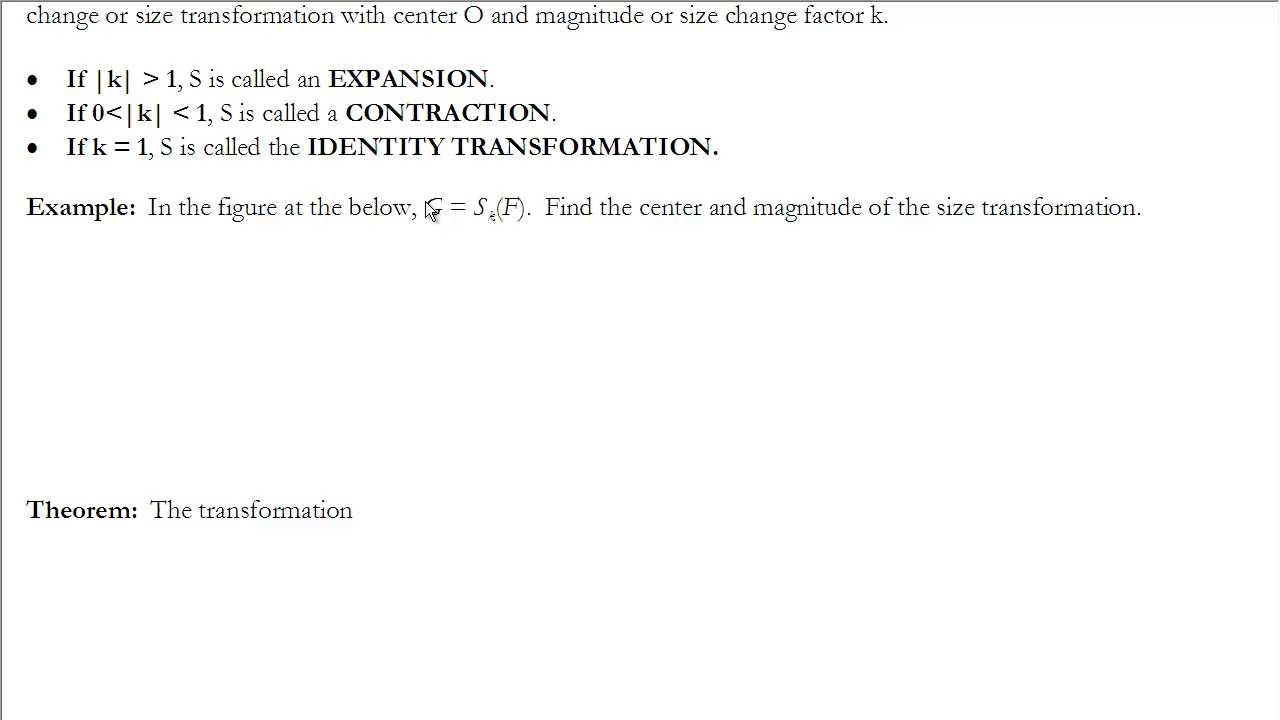 change or size transformation with center O and magnitude or size change factor k.
• If |k| > 1, S is called an EXPANSION.
• If 0<|k| < 1, S is called a CONTRACTION.
• If k = 1, S is called the IDENTITY TRANSFORMATION.
Example: In the figure at the below, G = Sₖ(F). Find the center and magnitude of the size transformation.
Theorem: The transformation